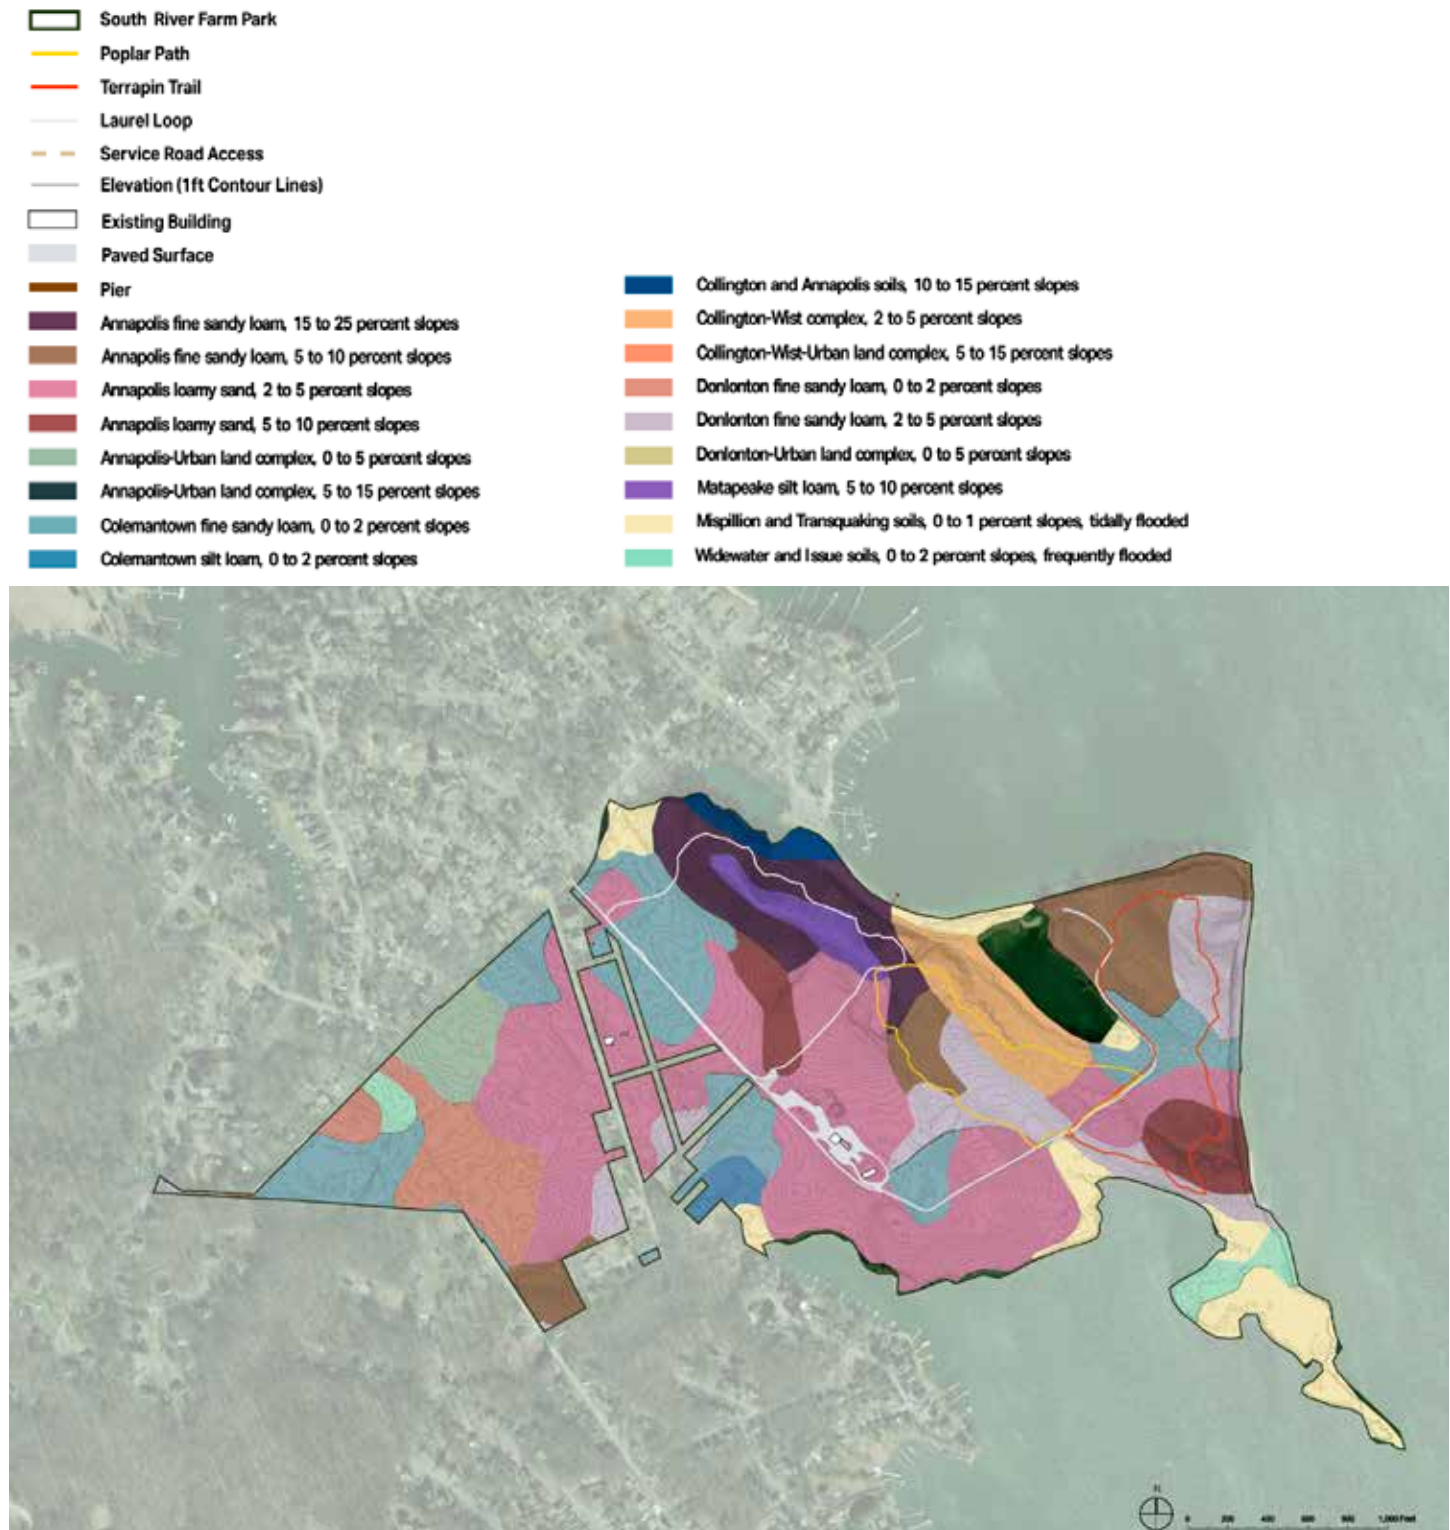 South River Farm Park
Poplar Path
Terrapin Trail
Laurel Loop
Service Road Access
Elevation (1ft Contour Lines)
Existing Building
Paved Surface
Pier
Annapolis fine sandy loam, 15 to 25 percent slopes
Annapolis fine sandy loam, 5 to 10 percent slopes
Annapolis loamy sand, 2 to 5 percent slopes
Annapolis loamy sand, 5 to 10 percent slopes
Annapolis-Urban land complex, 0 to 5 percent slopes
Annapolis-Urban land complex, 5 to 15 percent slopes
Colemantown fine sandy loam, 0 to 2 percent slopes
Colemantown silt loam, 0 to 2 percent slopes
Collington and Annapolis soils, 10 to 15 percent slopes
Collington-Wist complex, 2 to 5 percent slopes
Collington-Wist-Urban land complex, 5 to 15 percent slopes
Donlonton fine sandy loam, 0 to 2 percent slopes
Donlonton fine sandy loam, 2 to 5 percent slopes
Donlonton-Urban land complex, 0 to 5 percent slopes
Matapeake silt loam, 5 to 10 percent slopes
Mispillion and Transquaking soils, 0 to 1 percent slopes, tidally flooded
Widewater and Issue soils, 0 to 2 percent slopes, frequently flooded
N
0 200 400 600 800 1,000 Feet